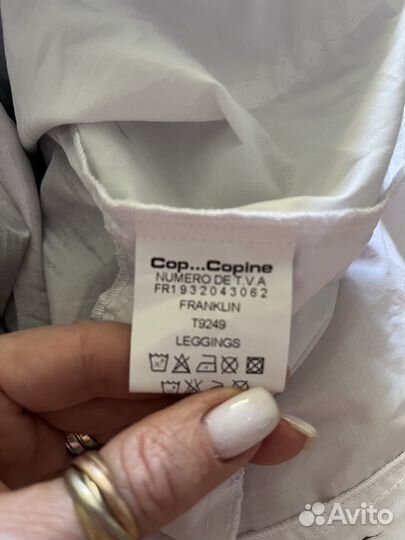 Cop...Copine
NUMERO DE T.V.A
FR1932043062
FRANKLIN
T9249
LEGGINGS
Avito